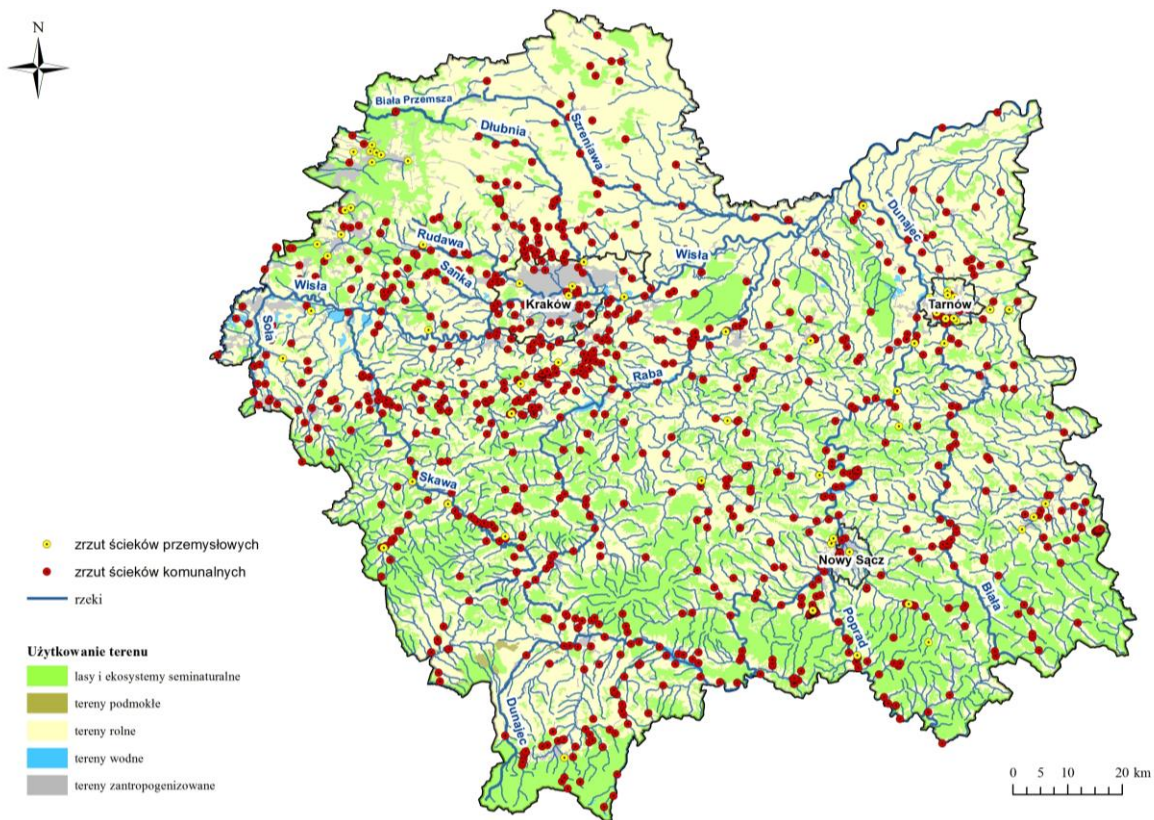 N
Biała Przemsza
Dłubnia
Szreniawa
Dunajec
Rudawa
Wisła
Sanka
Wisła
Kraków
Tarnów
Soła
Raba
Skawa
zrzut ścieków przemysłowych
zrzut ścieków komunalnych
rzeki
Nowy Sącz
Biała
Poprad
Użytkowanie terenu
lasy i ekosystemy seminaturalne
tereny podmokłe
tereny rolne
Dunajec
tereny wodne
tereny zantropogenizowane
0 5 10 20 km